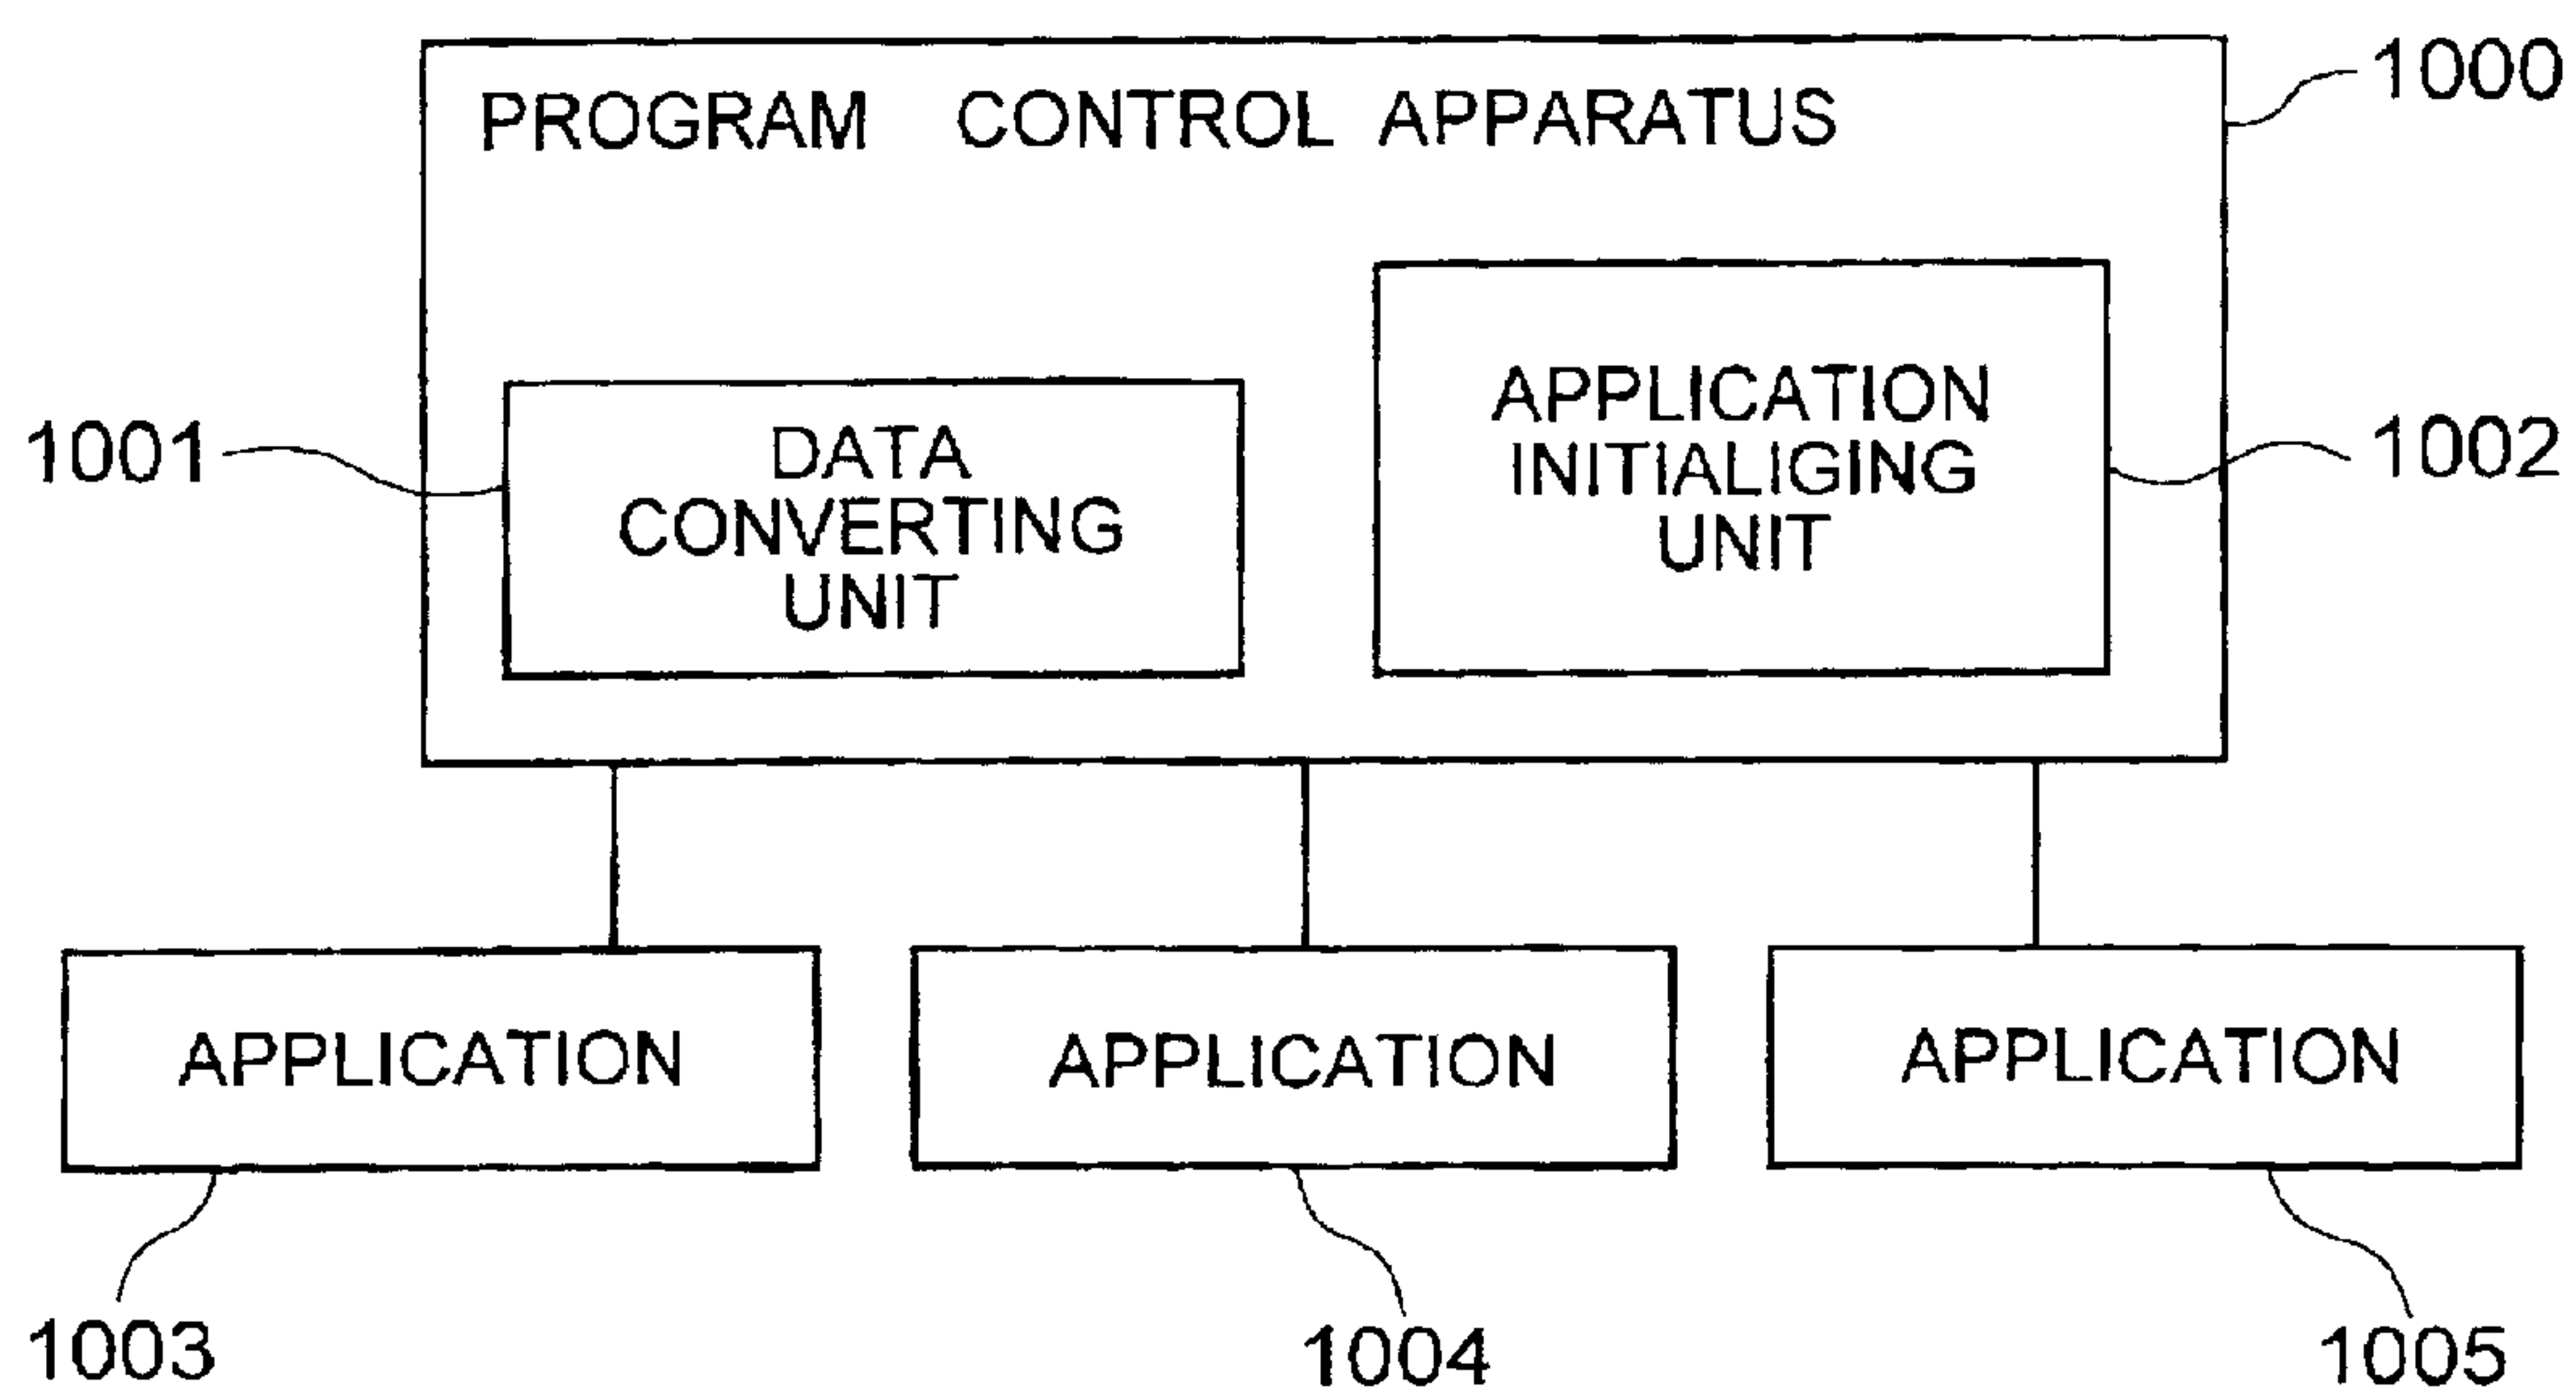 PROGRAM CONTROL APPARATUS
1000
1001
DATA
CONVERTING
UNIT
APPLICATION
INITIALIGING
UNIT
1002
APPLICATION
APPLICATION
APPLICATION
1003
1004
1005